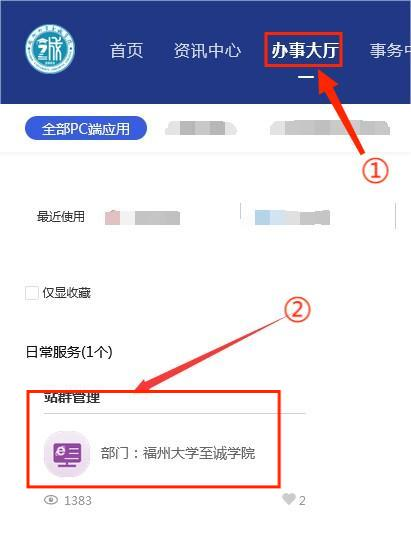 首页 资讯中心 办事大厅 事务中
①
全部PC端应用
最近使用
仅显收藏
②
日常服务(1个)
站群管理
部门：福州大学至诚学院
1383 2